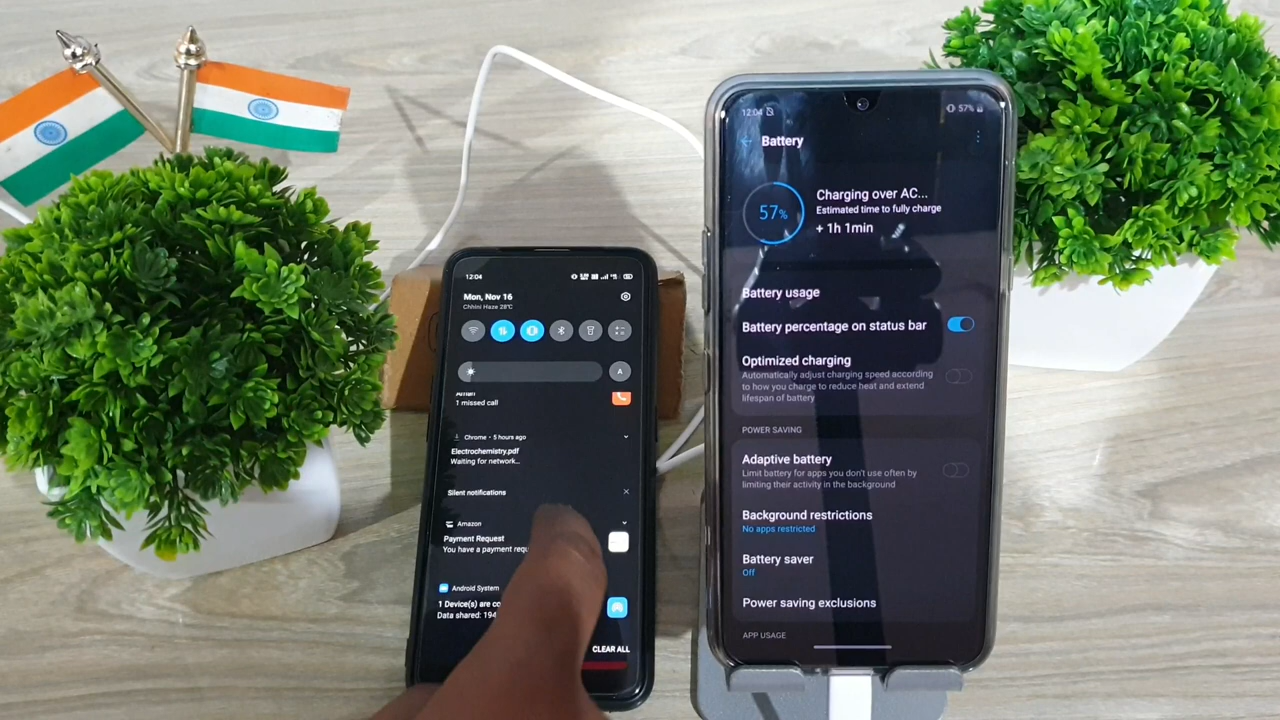 12:04
Mon, Nov 16
Chhini Haze 28°C
A
1 missed call
Chrome • 5 hours ago
Electrochemistry.pdf
Waiting for network...
Silent notifications
Amazon
Payment Request
You have a payment
Android System
1 Device(s) are
Data shared: 194
CLEAR ALL
12:04
57%
Battery
57%
Charging over AC...
Estimated time to fully charge
+ 1h 1min
Battery usage
Battery percentage on status bar
Optimized charging
Automatically adjust charging speed according
to how you charge to reduce heat and extend
lifespan of battery
POWER SAVING
Adaptive battery
Limit battery for apps you don't use often by
limiting their activity in the background
Background restrictions
No apps restricted
Battery saver
Off
Power saving exclusions
APP USAGE